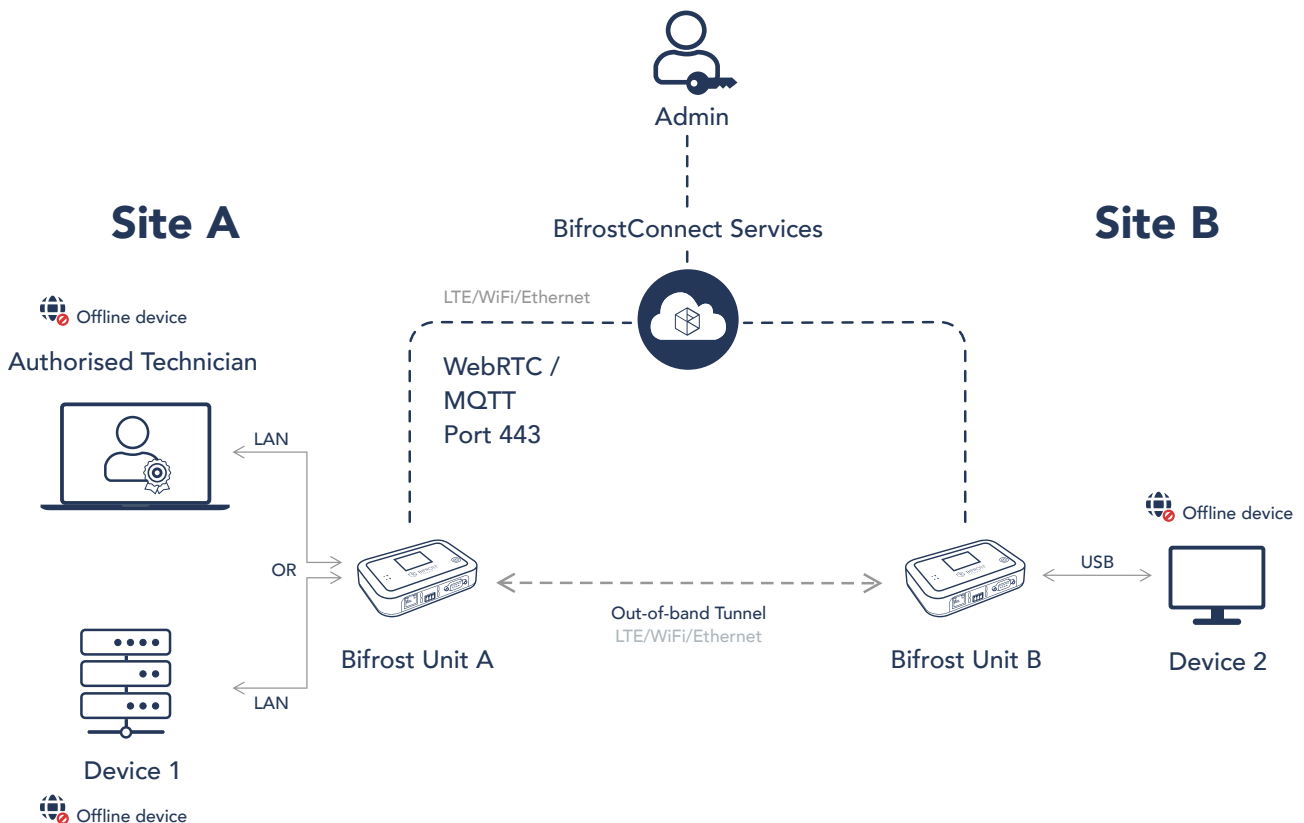 Admin
Site A
BifrostConnect Services
Site B
LTE/WiFi/Ethernet
Offline device
Authorised Technician
WebRTC /
MQTT
Port 443
LAN
Offline device
OR
USB
BIFROST
BIFROST
Out-of-band Tunnel
LTE/WiFi/Ethernet
Bifrost Unit A
Bifrost Unit B
Device 2
LAN
Device 1
Offline device